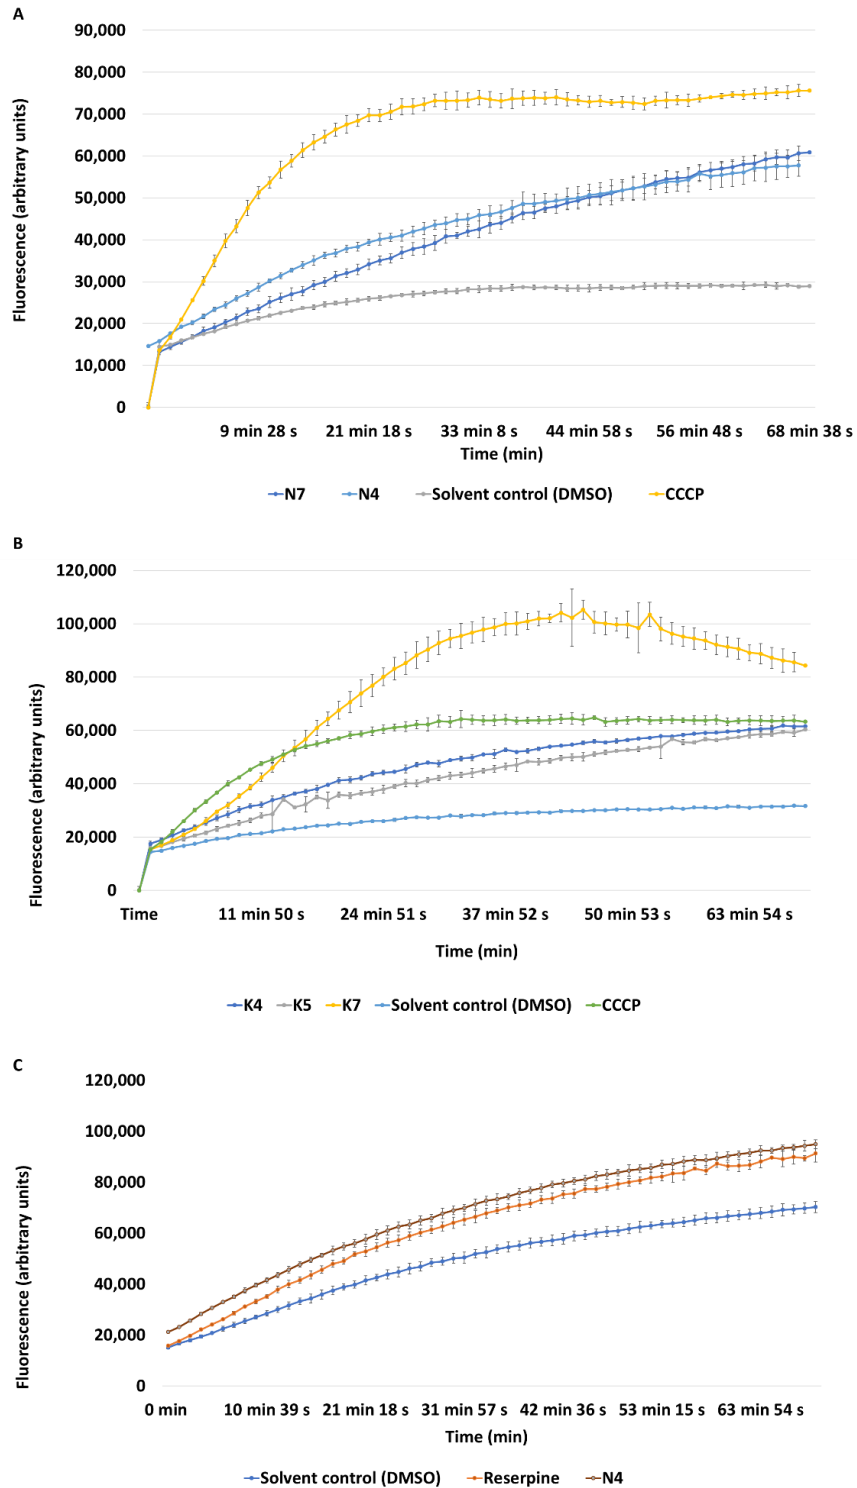 A
Fluorescence (arbitrary units)
90,000
80,000
70,000
60,000
50,000
40,000
30,000
20,000
10,000
0
9 min 28 s 21 min 18 s 33 min 8 s 44 min 58 s 56 min 48 s 68 min 38 s
Time (min)
N7 N4 Solvent control (DMSO) CCCP
B
Fluorescence (arbitrary units)
120,000
100,000
80,000
60,000
40,000
20,000
0
Time 11 min 50 s 24 min 51 s 37 min 52 s 50 min 53 s 63 min 54 s
Time (min)
K4 K5 K7 Solvent control (DMSO) CCCP
C
Fluorescence (arbitrary units)
120,000
100,000
80,000
60,000
40,000
20,000
0
0 min 10 min 39 s 21 min 18 s 31 min 57 s 42 min 36 s 53 min 15 s 63 min 54 s
Time (min)
Solvent control (DMSO) Reserpine N4